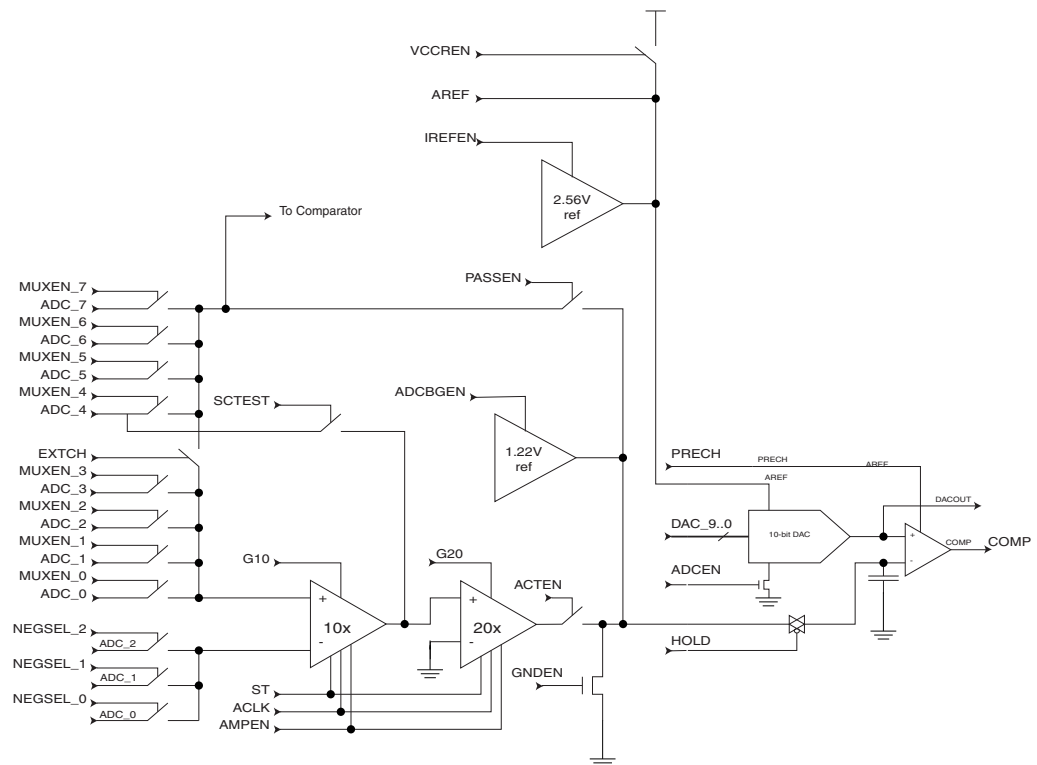 VCCREN
AREF
IREFEN
2.56V
ref
To Comparator
PASSEN
MUXEN_7
ADC_7
MUXEN_6
ADC_6
MUXEN_5
ADC_5
MUXEN_4
ADC_4
SCTEST
ADCBGEN
1.22V
ref
EXTCH
MUXEN_3
ADC_3
MUXEN_2
ADC_2
MUXEN_1
ADC_1
MUXEN_0
ADC_0
PRECH
PRECH
AREF
AREF
DACOUT
DAC_9..0
10-bit DAC
+
-
COMP
COMP
ADCEN
G10
G20
ACTEN
+
10x
-
+
20x
-
HOLD
NEGSEL_2
ADC_2
NEGSEL_1
ADC_1
NEGSEL_0
ADC_0
GNDEN
ST
ACLK
AMPEN